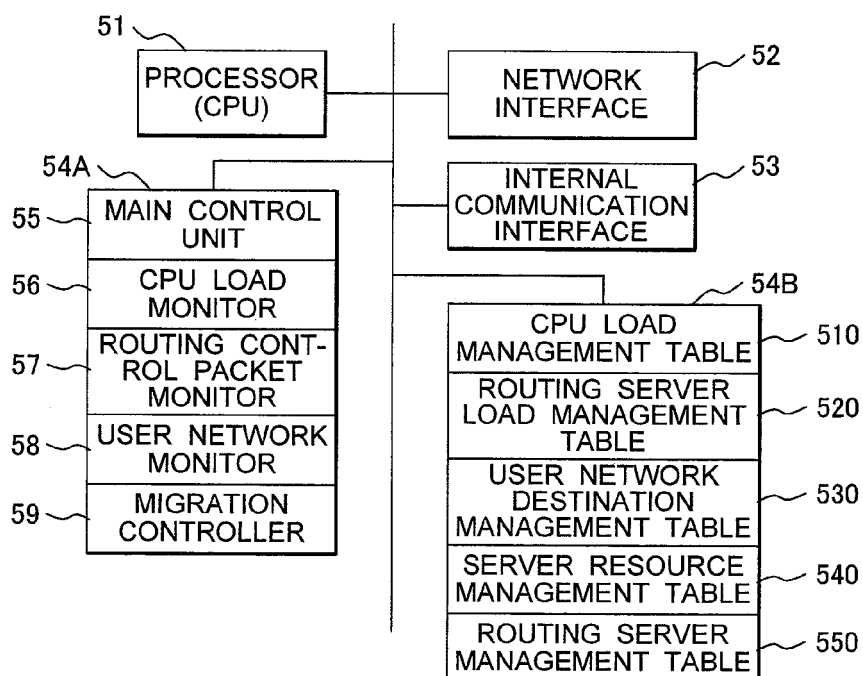 51
PROCESSOR
(CPU)
52
NETWORK
INTERFACE
53
INTERNAL
COMMUNICATION
INTERFACE
54A
55
MAIN CONTROL
UNIT
56
CPU LOAD
MONITOR
57
ROUTING CONT-
ROL PACKET
MONITOR
58
USER NETWORK
MONITOR
59
MIGRATION
CONTROLLER
54B
CPU LOAD
MANAGEMENT TABLE
510
ROUTING SERVER
LOAD MANAGEMENT
TABLE
520
USER NETWORK
DESTINATION
MANAGEMENT TABLE
530
SERVER RESOURCE
MANAGEMENT TABLE
540
ROUTING SERVER
MANAGEMENT TABLE
550